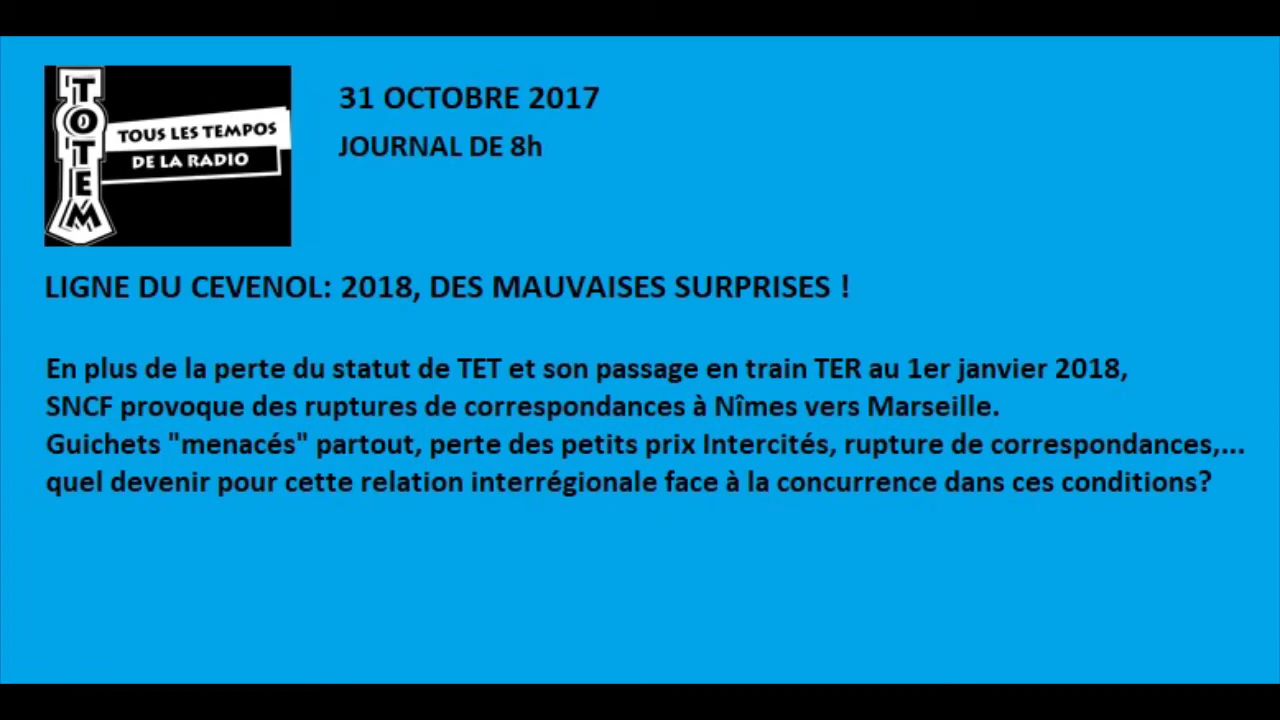 TOTEM
TOUS LES TEMPOS
DE LA RADIO
31 OCTOBRE 2017
JOURNAL DE 8h
LIGNE DU CEVENOL: 2018, DES MAUVAISES SURPRISES !
En plus de la perte du statut de TET et son passage en train TER au 1er janvier 2018,
SNCF provoque des ruptures de correspondances à Nîmes vers Marseille.
Guichets "menacés" partout, perte des petits prix Intercités, rupture de correspondances,...
quel devenir pour cette relation interrégionale face à la concurrence dans ces conditions?